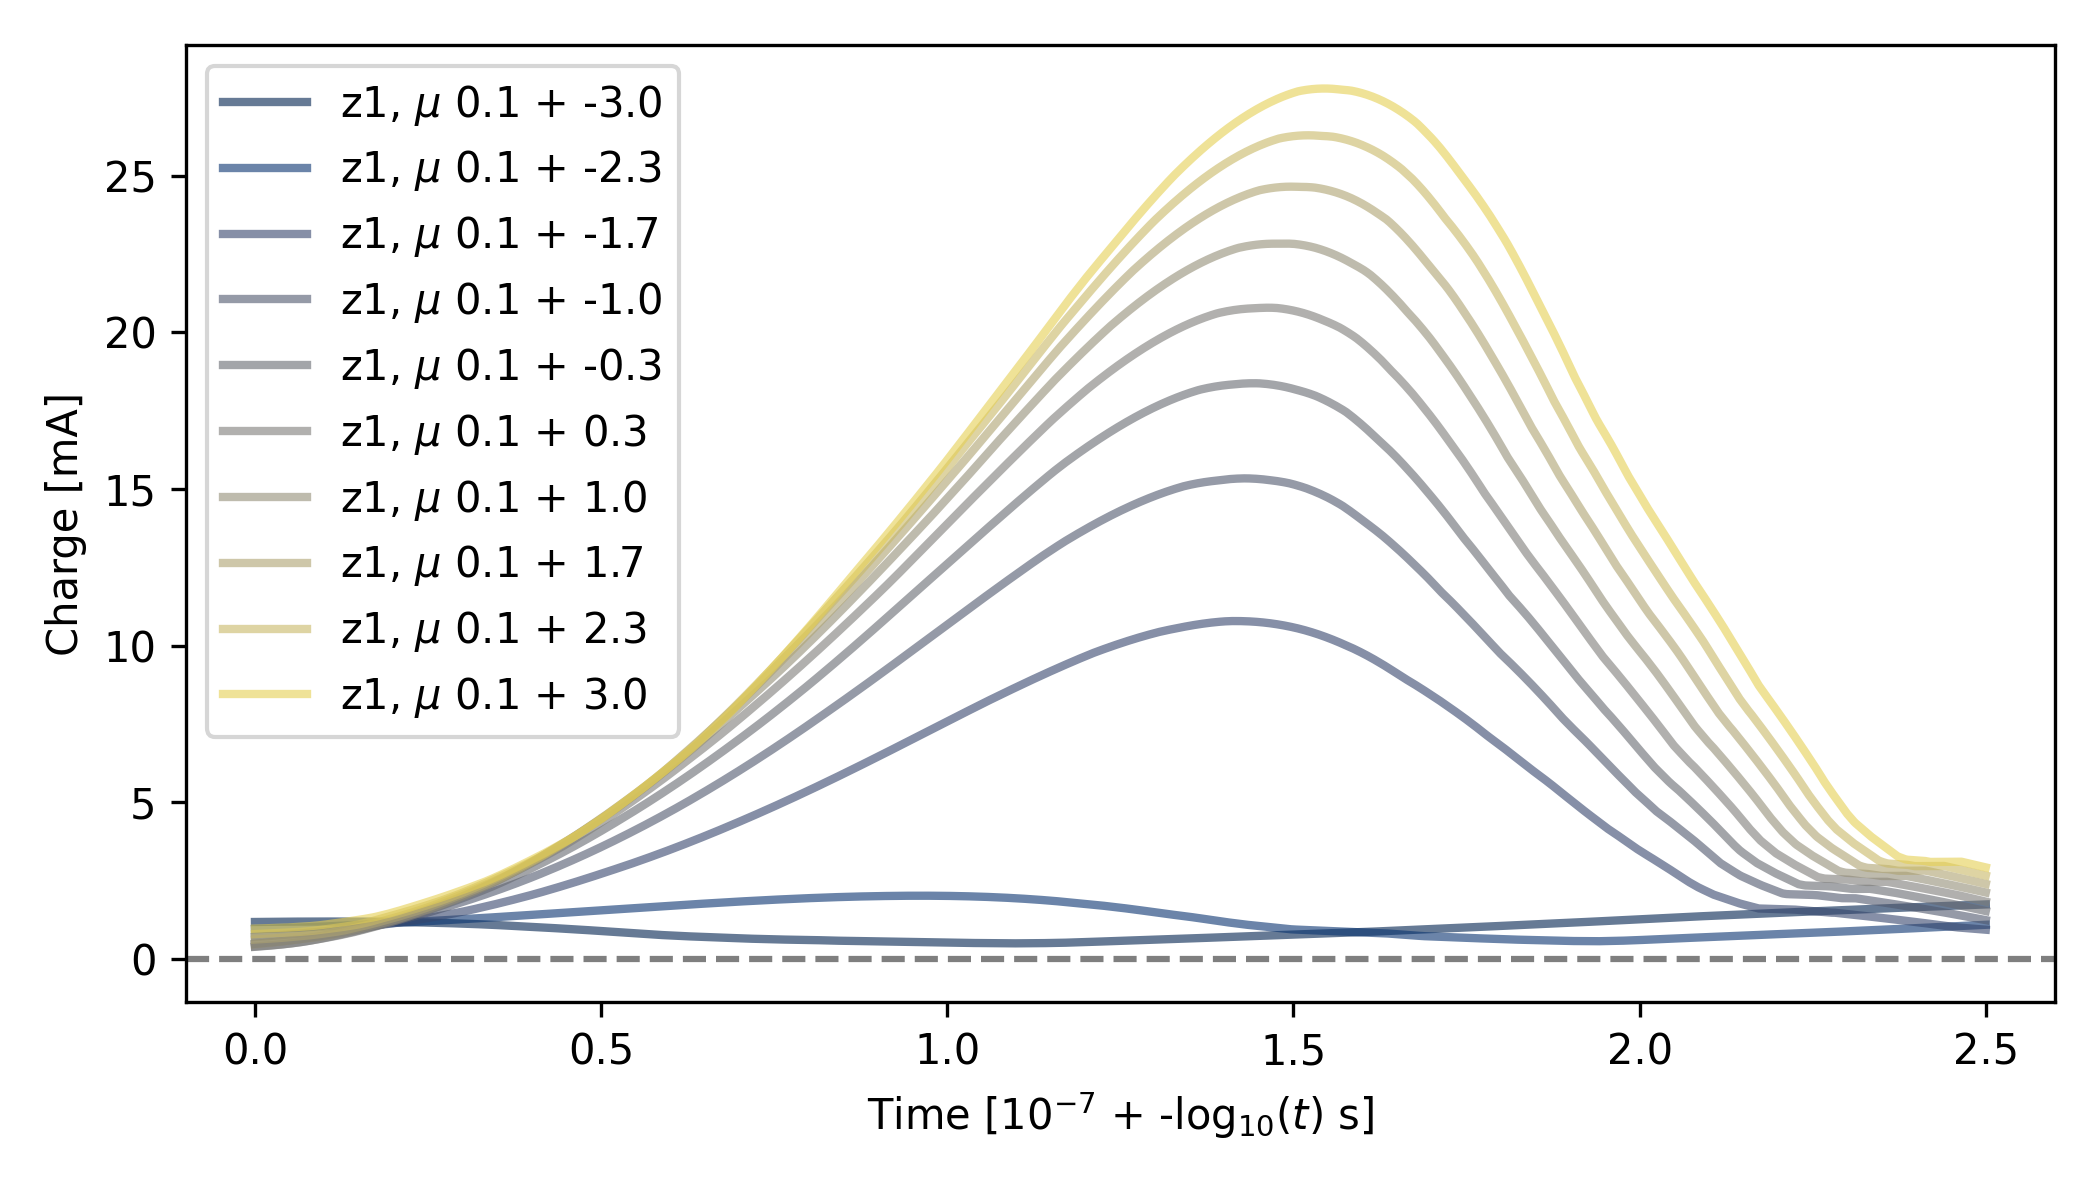 z1, μ 0.1 + -3.0
z1, μ 0.1 + -2.3
z1, μ 0.1 + -1.7
z1, μ 0.1 + -1.0
z1, μ 0.1 + -0.3
z1, μ 0.1 + 0.3
z1, μ 0.1 + 1.0
z1, μ 0.1 + 1.7
z1, μ 0.1 + 2.3
z1, μ 0.1 + 3.0
25
20
15
10
5
0
Charge [mA]
0.0 0.5 1.0 1.5 2.0 2.5
Time [10⁻⁷ + -log₁₀(t) s]